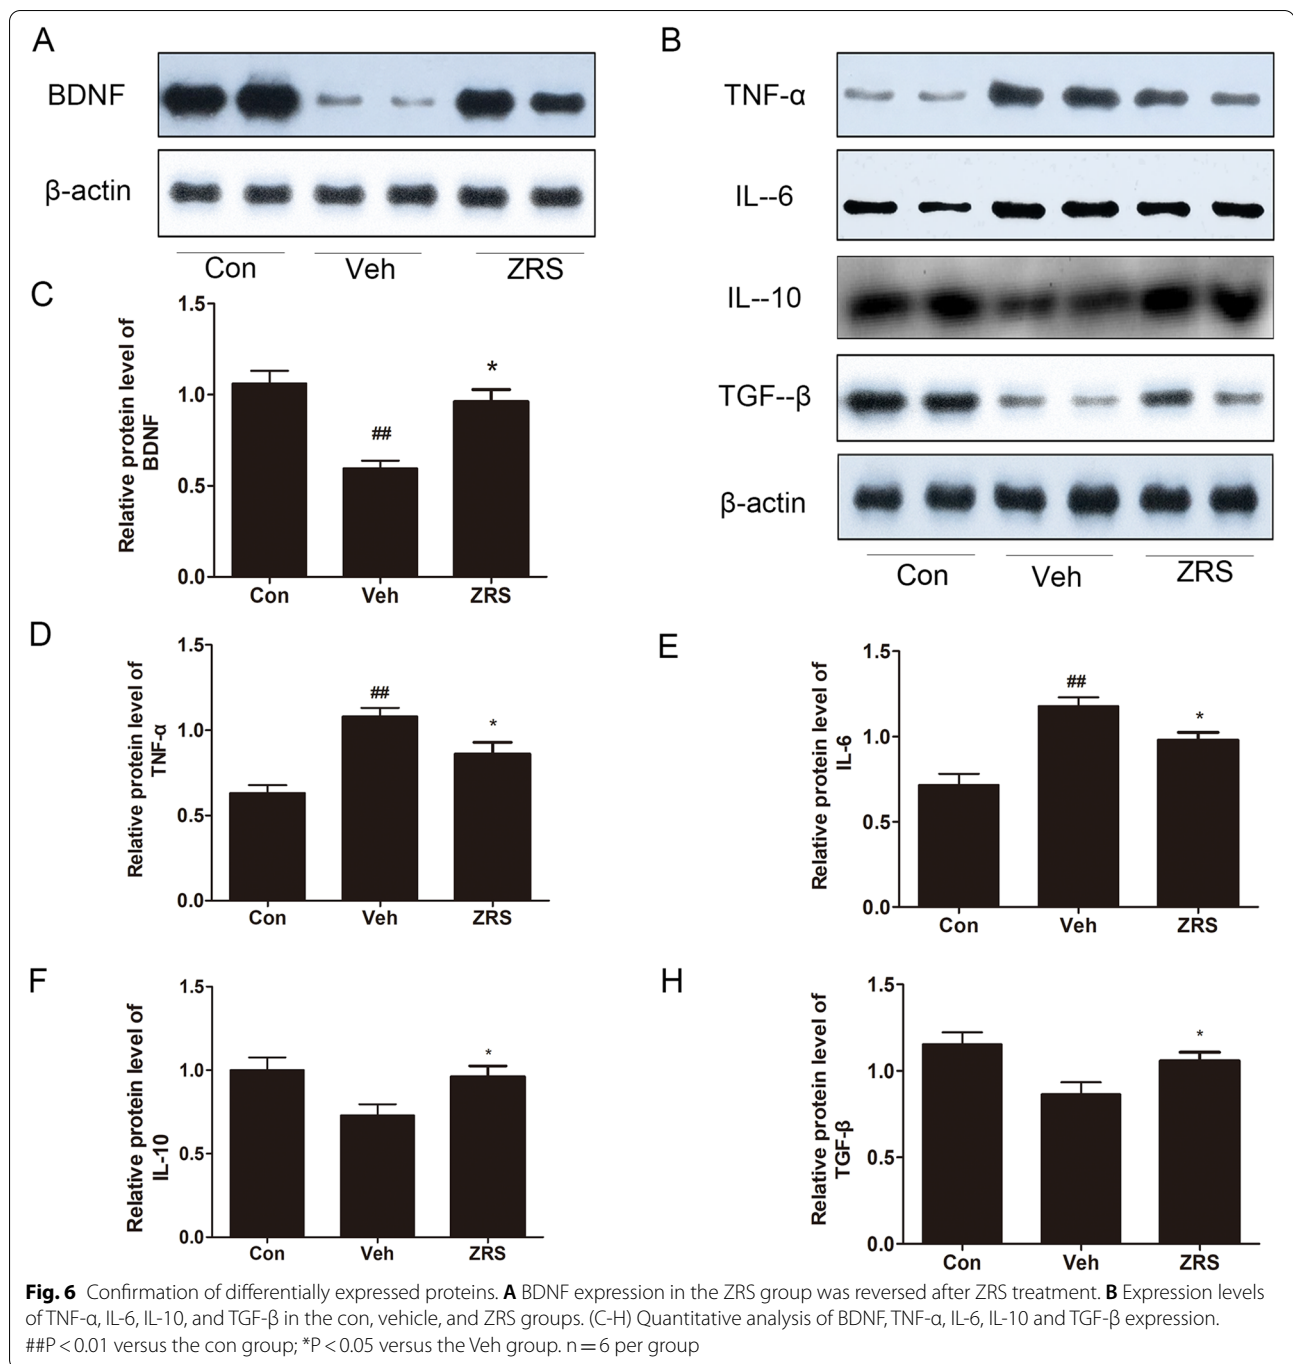 A
BDNF
β-actin
Con Veh ZRS
B
TNF-α
IL--6
IL--10
TGF--β
β-actin
Con Veh ZRS
C
Relative protein level of
BDNF
1.5
1.0
0.5
0.0
Con Veh ZRS
##
*
D
Relative protein level of
TNF-α
1.5
1.0
0.5
0.0
Con Veh ZRS
##
*
E
Relative protein level of
IL-6
1.5
1.0
0.5
0.0
Con Veh ZRS
##
*
F
Relative protein level of
IL-10
1.5
1.0
0.5
0.0
Con Veh ZRS
*
H
Relative protein level of
TGF-β
1.5
1.0
0.5
0.0
Con Veh ZRS
*
Fig. 6 Confirmation of differentially expressed proteins. A BDNF expression in the ZRS group was reversed after ZRS treatment. B Expression levels
of TNF-α, IL-6, IL-10, and TGF-β in the con, vehicle, and ZRS groups. (C-H) Quantitative analysis of BDNF, TNF-α, IL-6, IL-10 and TGF-β expression.
##P < 0.01 versus the con group; *P < 0.05 versus the Veh group. n = 6 per group